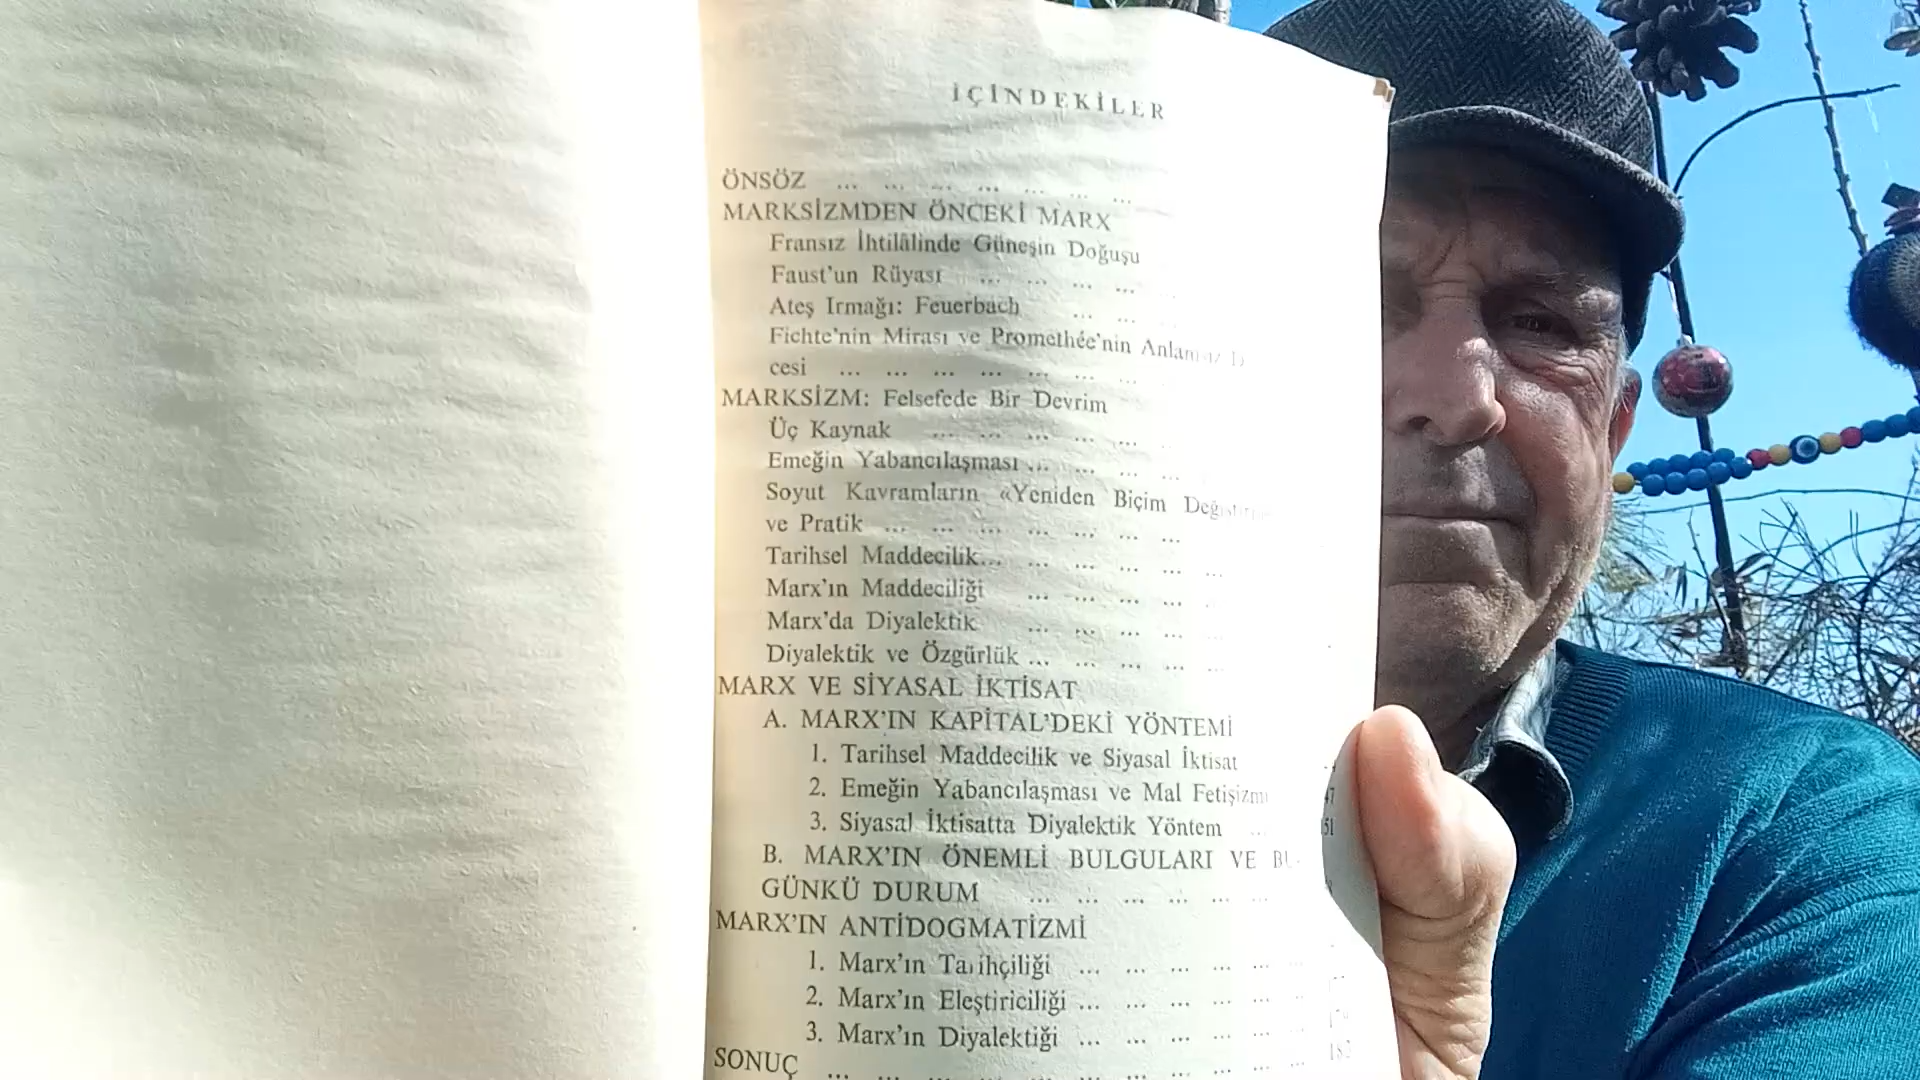 İÇİNDEKİLER
ÖNSÖZ ... ... ... ... ... ... ...
MARKSİZMDEN ÖNCEKİ MARX
Fransız İhtilâlinde Güneşin Doğuşu
Faust'un Rüyası ... ... ... ...
Ateş Irmağı: Feuerbach ... ... ...
Fichte'nin Mirası ve Promethée'nin
cesi ... ... ... ... ... ... ...
MARKSİZM: Felsefede Bir Devrim
Üç Kaynak ... ... ... ... ... ...
Emeğin Yabancılaşması ... ... ... ...
Soyut Kavramların «Yeniden Biçim
ve Pratik ... ... ... ... ... ... ...
Tarihsel Maddecilik... ... ... ... ... ...
Marx'ın Maddeciliği ... ... ... ...
Marx'da Diyalektik ... ... ... ... ...
Diyalektik ve Özgürlük ... ... ... ... ...
MARX VE SİYASAL İKTİSAT
A. MARX'IN KAPİTAL'DEKİ YÖNTEMİ
1. Tarihsel Maddecilik ve Siyasal İktisat
2. Emeğin Yabancılaşması ve Mal Fetişizmi
3. Siyasal İktisatta Diyalektik Yöntem ...
B. MARX'IN ÖNEMLİ BULGULARI VE BU-
GÜNKÜ DURUM ... ... ... ... ... ...
MARX'IN ANTİDOGMATİZMİ
1. Marx'ın Tarihçiliği ... ... ... ... ...
2. Marx'ın Eleştiriciliği ... ... ... ... ...
3. Marx'ın Diyalektiği ... ... ... ... ...
SONUÇ ... ... ... ... ... ... ... ... ... ...